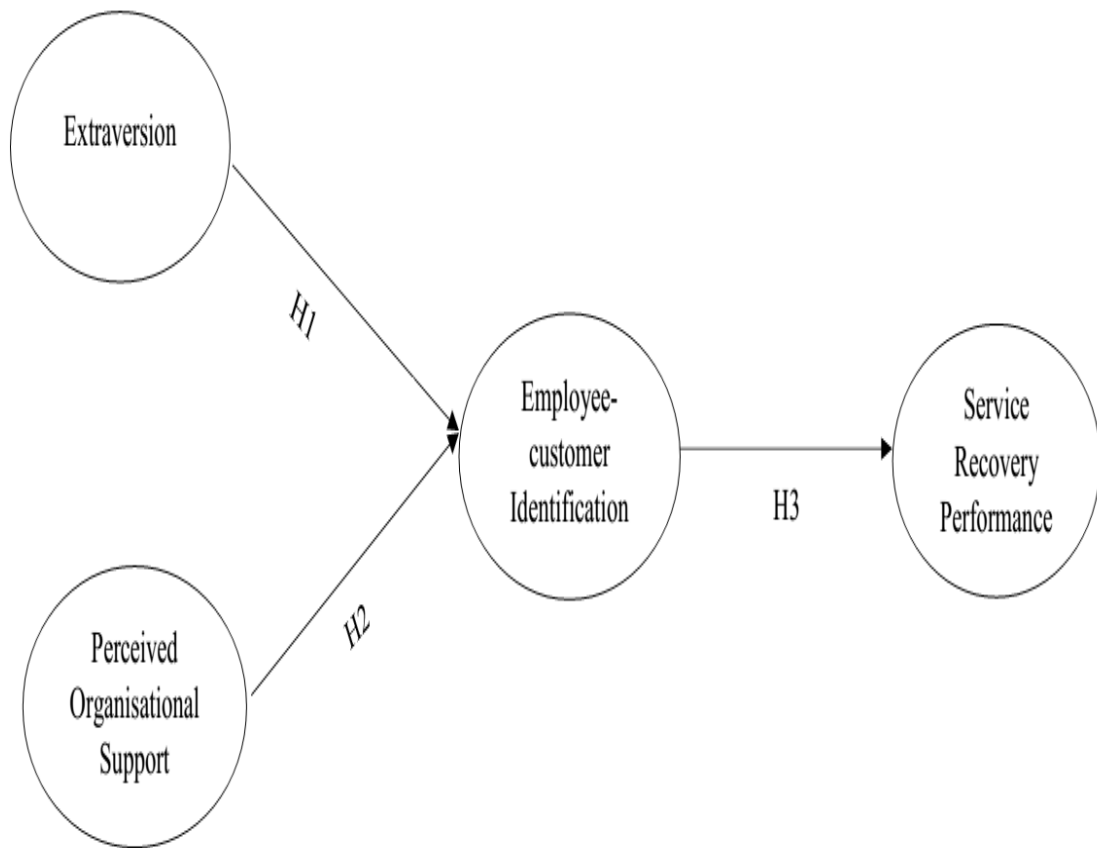 Extraversion
H1
Employee-
customer
Identification
Service
Recovery
Performance
H3
H2
Perceived
Organisational
Support